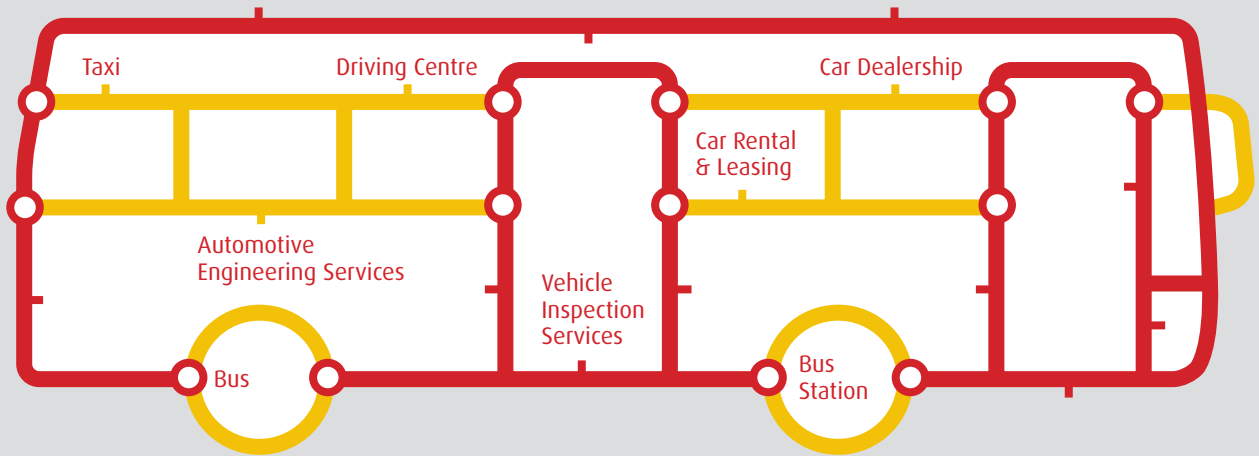 Taxi
Driving Centre
Car Dealership
Car Rental
& Leasing
Automotive
Engineering Services
Vehicle
Inspection
Services
Bus
Bus
Station